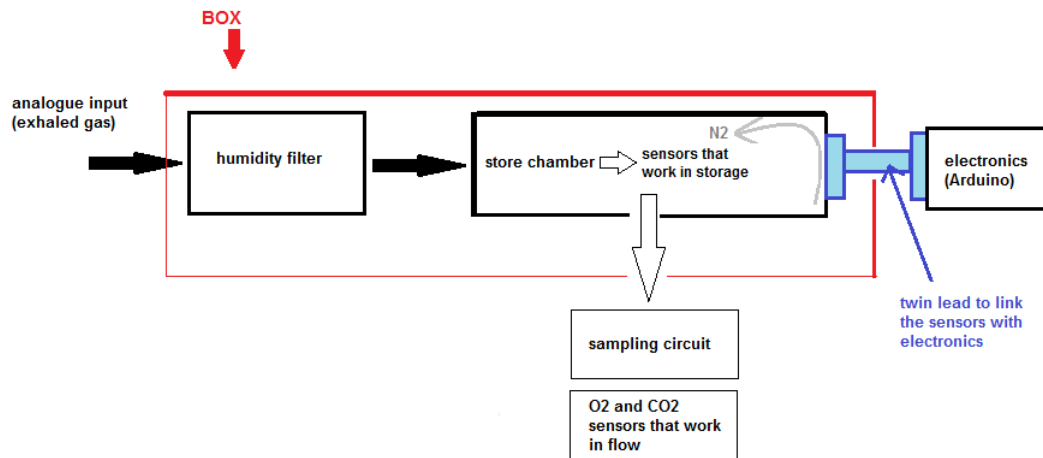 BOX
analogue input
(exhaled gas)
humidity filter
store chamber
sensors that
work in storage
N2
electronics
(Arduino)
twin lead to link
the sensors with
electronics
sampling circuit
O2 and CO2
sensors that work
in flow